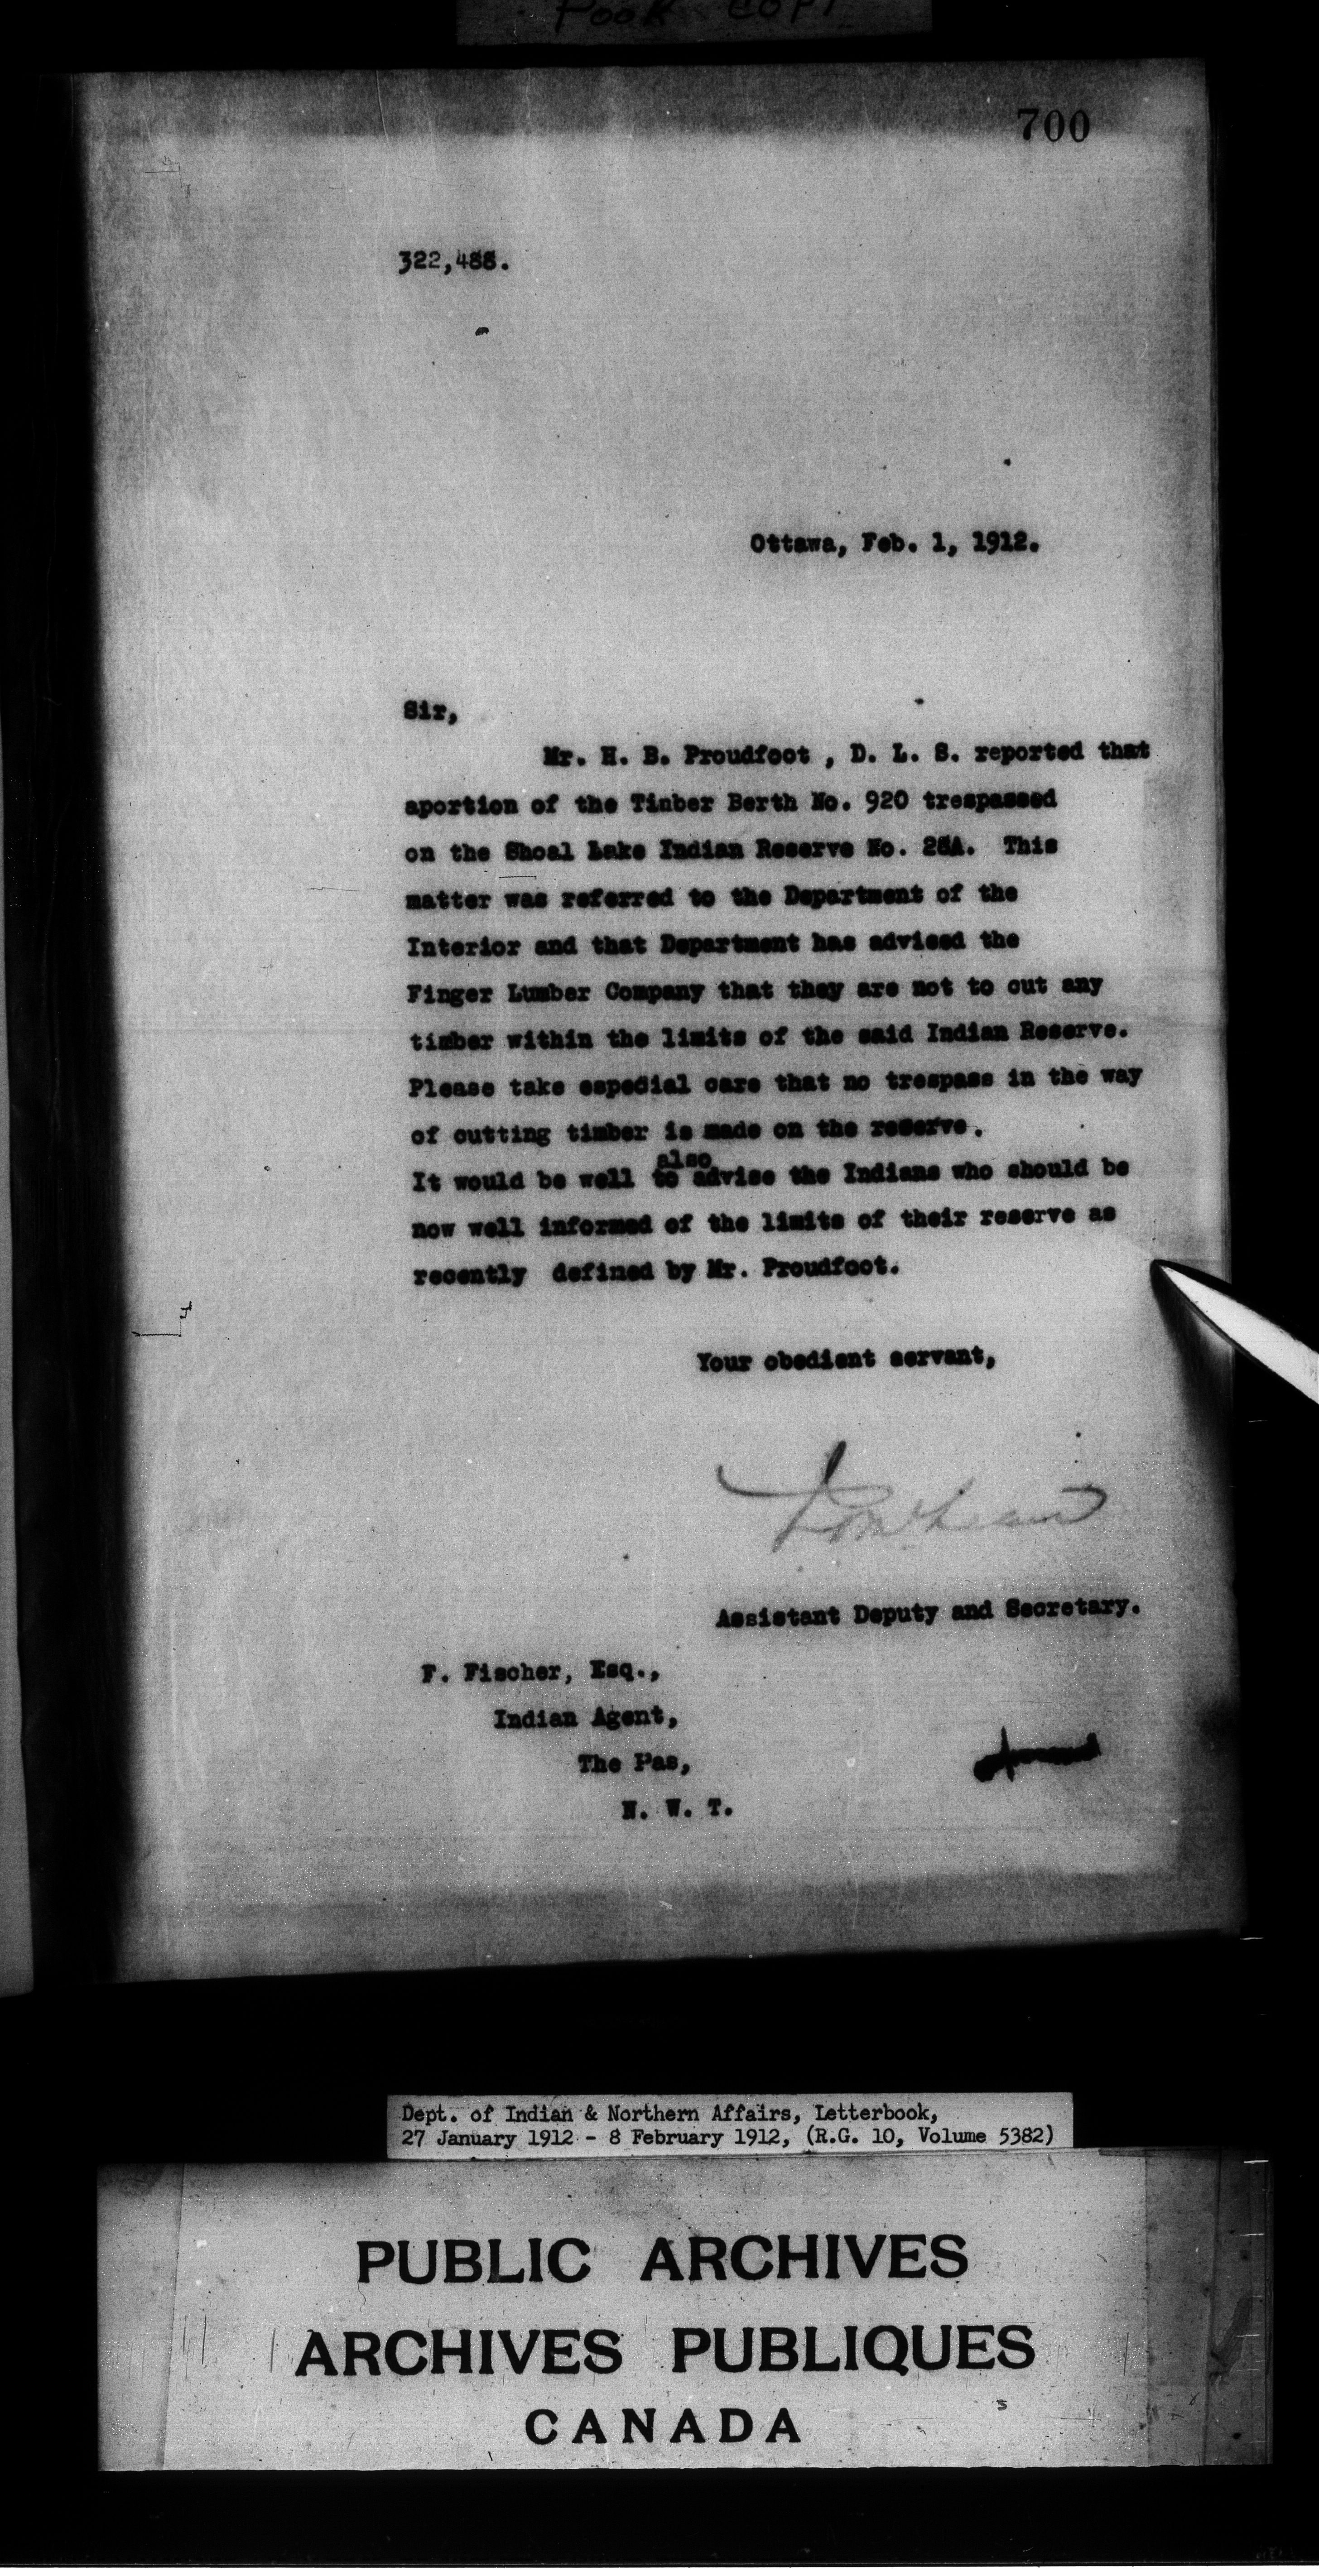 POOR COPY
700
322,488.
Ottawa, Feb. 1, 1912.
Sir,
Mr. H. B. Proudfoot , D. L. S. reported that
aportion of the Timber Berth No. 920 trespassed
on the Shoal Lake Indian Reserve No. 28A. This
matter was referred to the Department of the
Interior and that Department has advised the
Finger Lumber Company that they are not to cut any
timber within the limits of the said Indian Reserve.
Please take espedial care that no trespass in the way
of cutting timber is made on the reserve.
also
It would be well to advise the Indians who should be
now well informed of the limits of their reserve as
recently defined by Mr. Proudfoot.
Your obedient servant,
Assistant Deputy and Secretary.
F. Fischer, Esq.,
Indian Agent,
The Pas,
N. W. T.
Dept. of Indian & Northern Affairs, Letterbook,
27 January 1912 - 8 February 1912, (R.G. 10, Volume 5382)
PUBLIC ARCHIVES
ARCHIVES PUBLIQUES
CANADA